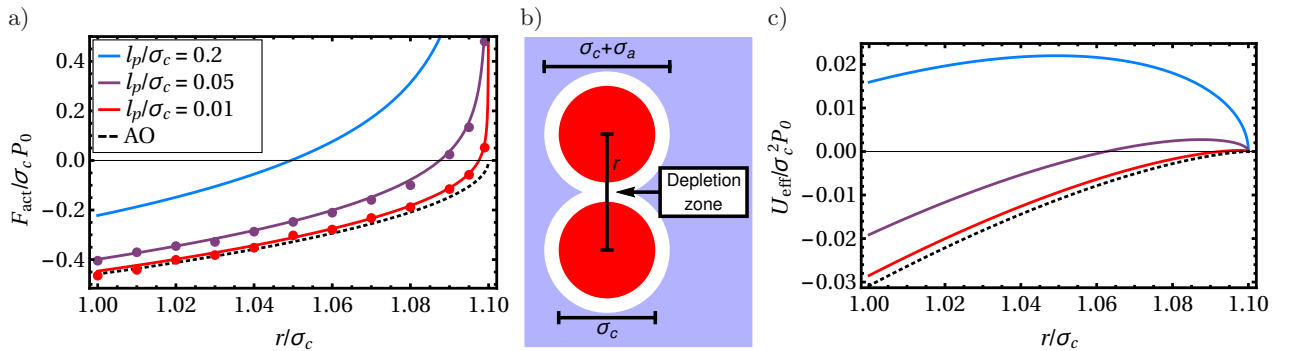 a)
F_act/σ_c P_0
0.4
0.2
0.0
−0.2
−0.4
l_p/σ_c = 0.2
l_p/σ_c = 0.05
l_p/σ_c = 0.01
AO
1.00 1.02 1.04 1.06 1.08 1.10
r/σ_c
b)
σ_c+σ_a
r
Depletion
zone
σ_c
c)
U_eff/σ_c^2 P_0
0.02
0.01
0.00
−0.01
−0.02
−0.03
1.00 1.02 1.04 1.06 1.08 1.10
r/σ_c